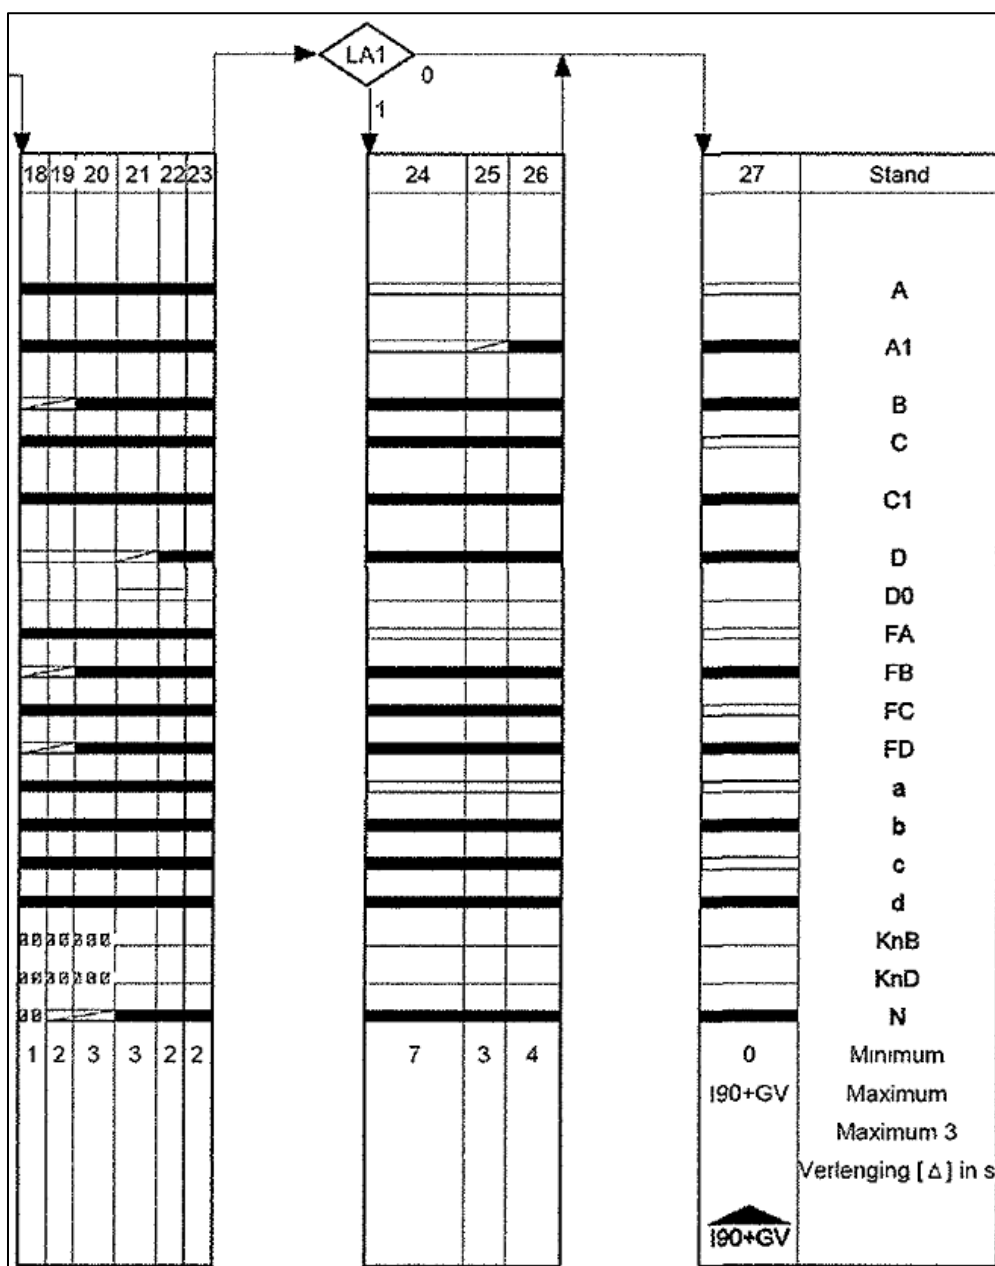 LA1
0
1
18 19 20 21 22 23 24 25 26 27 Stand
A
A1
B
C
C1
D
D0
FA
FB
FC
FD
a
b
c
d
KnB
KnD
N
1 2 3 3 2 2 7 3 4 0 Minimum
I90+GV Maximum
Maximum 3
Verlenging [Δ] in s
I90+GV